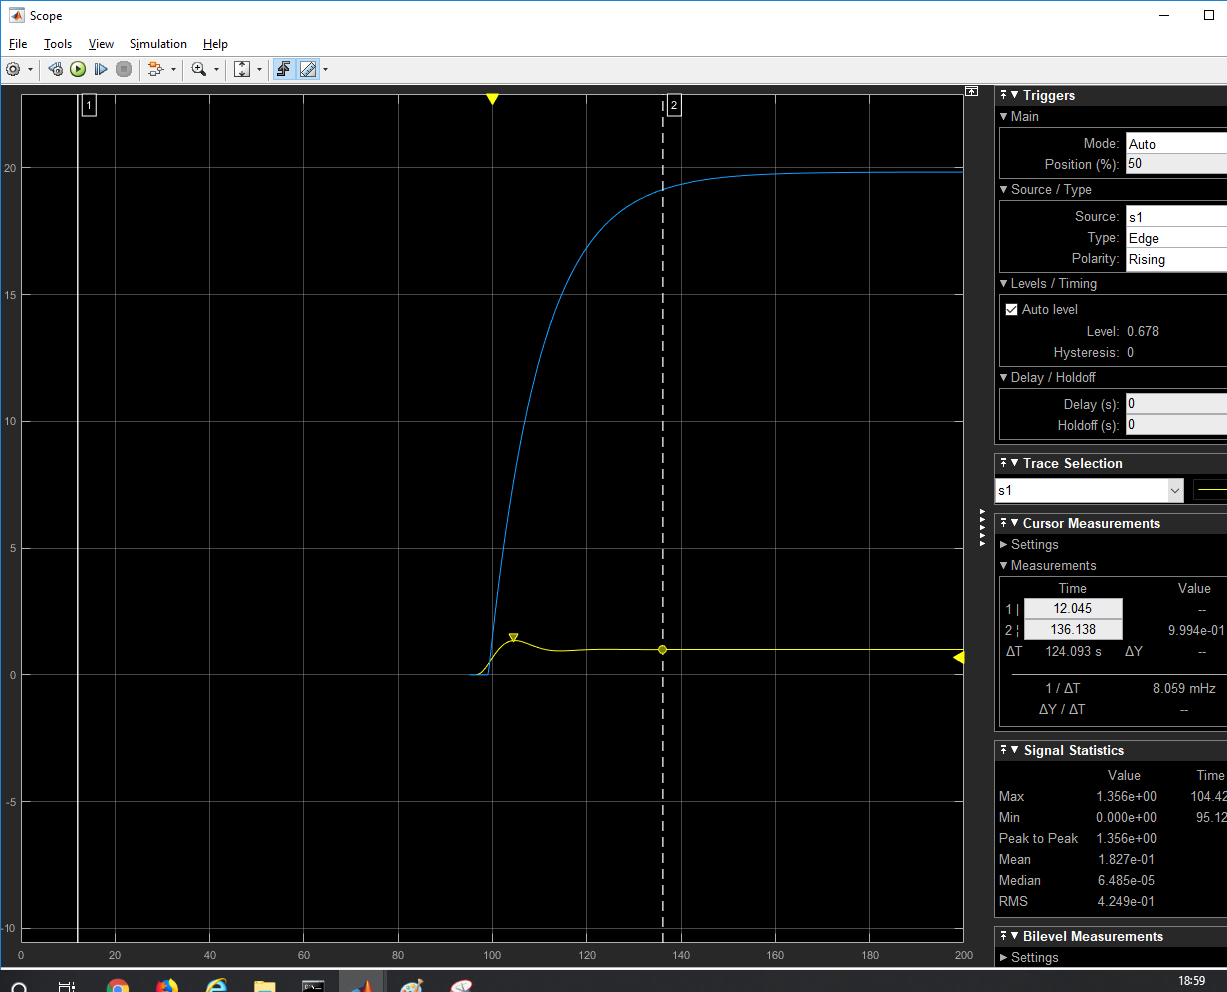 Scope
File Tools View Simulation Help
1
2
20
15
10
5
0
-5
-10
0 20 40 60 80 100 120 140 160 180 200
Triggers
Main
Mode: Auto
Position (%): 50
Source / Type
Source: s1
Type: Edge
Polarity: Rising
Levels / Timing
Auto level
Level: 0.678
Hysteresis: 0
Delay / Holdoff
Delay (s): 0
Holdoff (s): 0
Trace Selection
s1
Cursor Measurements
Settings
Measurements
Time Value
1 | 12.045 --
2 ¦ 136.138 9.994e-01
ΔT 124.093 s ΔY --
1 / ΔT 8.059 mHz
ΔY / ΔT --
Signal Statistics
Value Time
Max 1.356e+00 104.42
Min 0.000e+00 95.12
Peak to Peak 1.356e+00
Mean 1.827e-01
Median 6.485e-05
RMS 4.249e-01
Bilevel Measurements
Settings
18:59